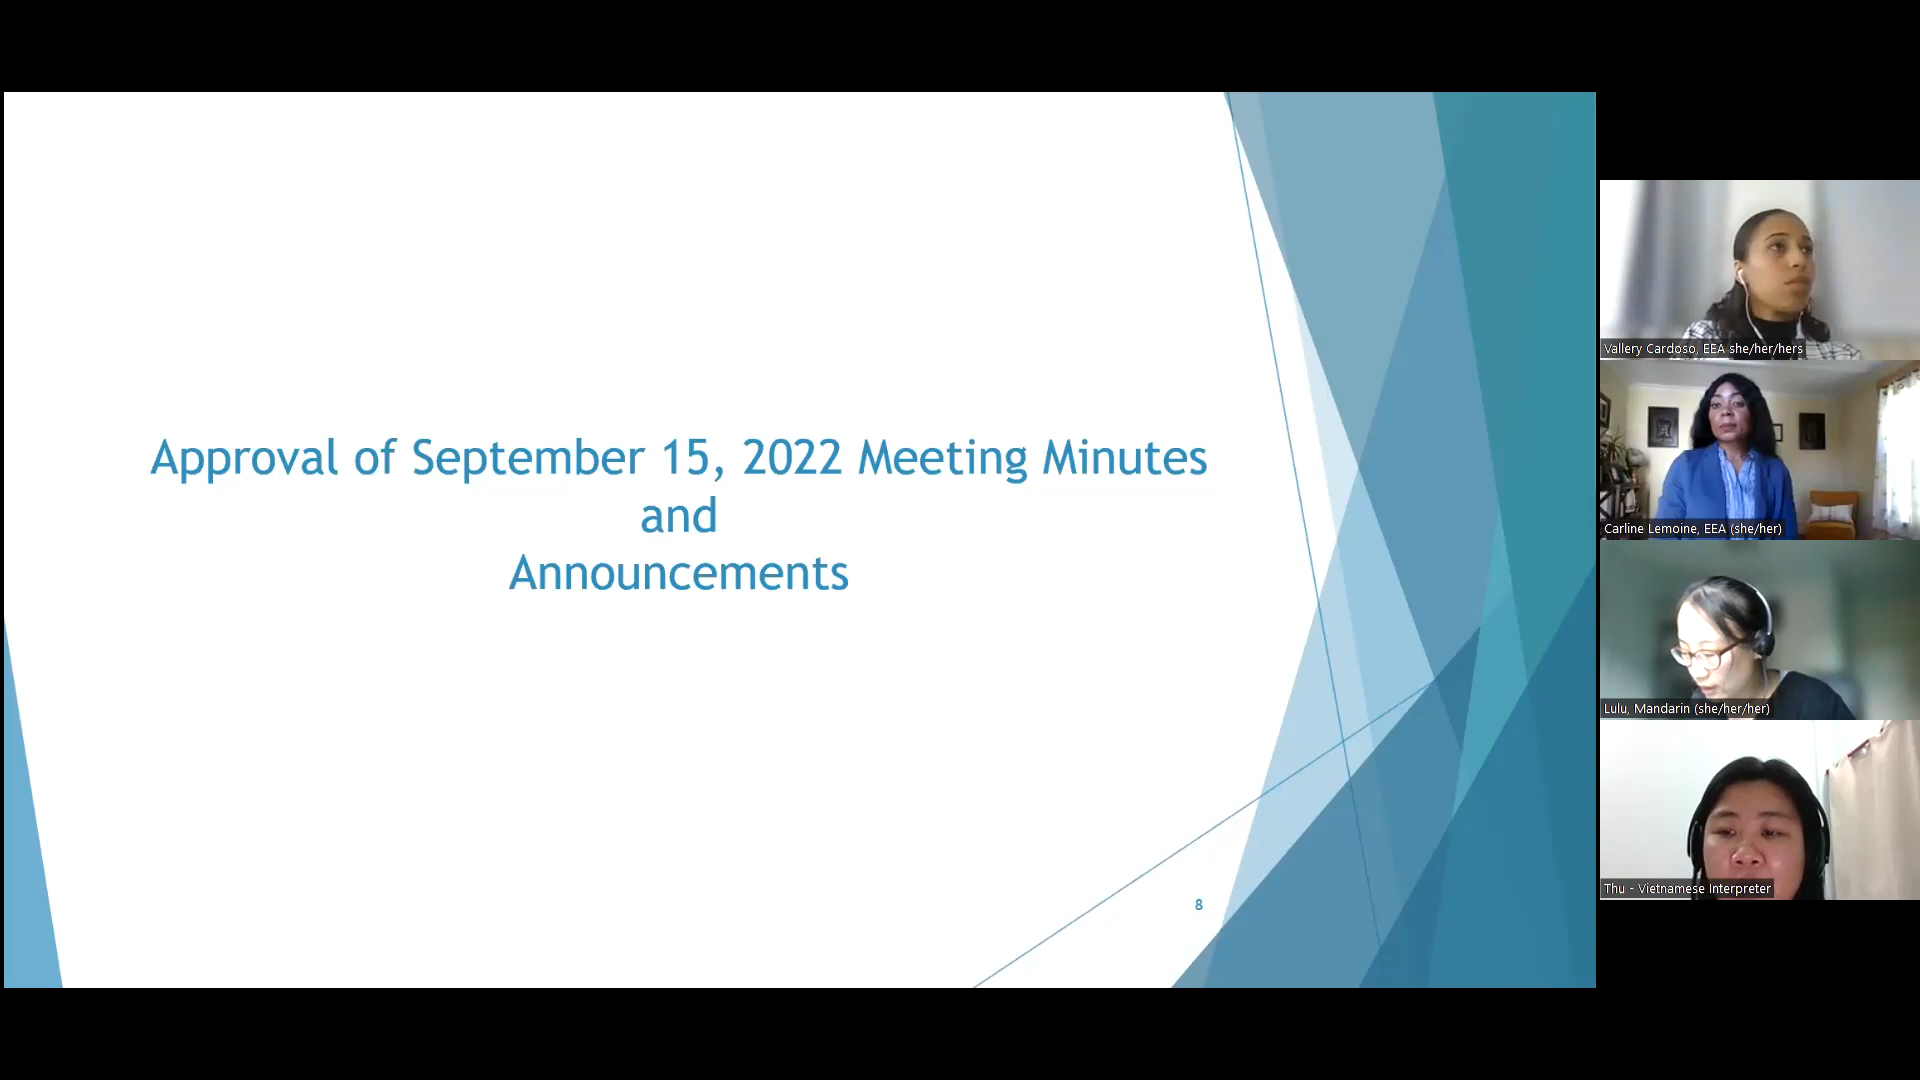 Approval of September 15, 2022 Meeting Minutes
and
Announcements
8
Vallery Cardoso, EEA she/her/hers
Carline Lemoine, EEA (she/her)
Lulu, Mandarin (she/her/her)
Thu - Vietnamese Interpreter